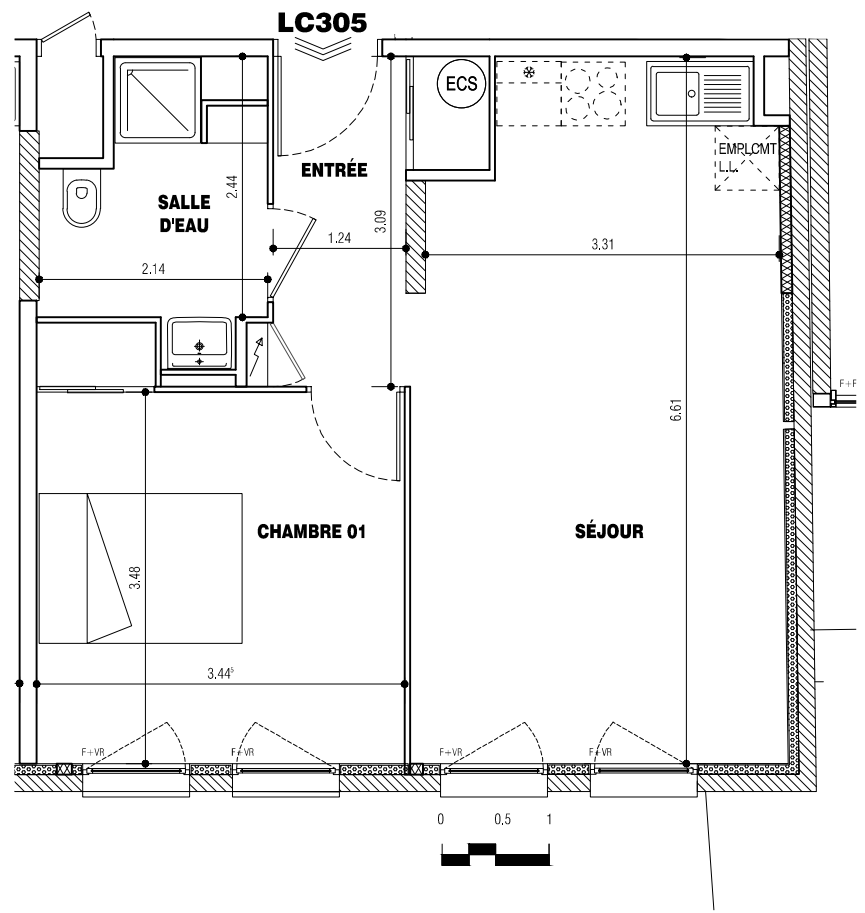 LC305
ECS
ENTRÉE
EMPLCMT
L.L.
SALLE
D'EAU
2.44
3.09
1.24
3.31
2.14
F+F
6.61
CHAMBRE 01
SÉJOUR
3.48
3.44⁵
F+VR
F+VR
F+VR
F+VR
0 0,5 1